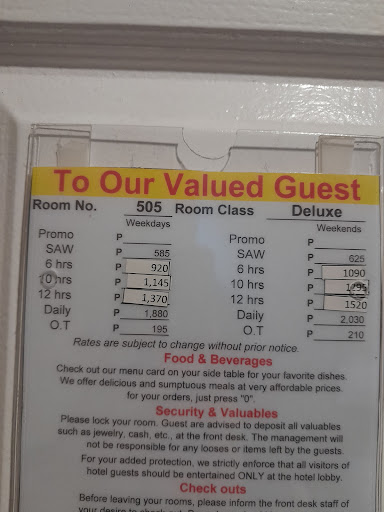 To Our Valued Guest
Room No. 505 Room Class Deluxe
Weekdays Weekends
Promo P Promo P
SAW P 585 SAW P 625
6 hrs P 920 6 hrs P 1090
10 hrs P 1,145 10 hrs P 1295
12 hrs P 1,370 12 hrs P 1520
Daily P 1,880 Daily P 2,030
O.T P 195 O.T P 210
Rates are subject to change without prior notice.
Food & Beverages
Check out our menu card on your side table for your favorite dishes.
We offer delicious and sumptuous meals at very affordable prices.
for your orders, just press "0".
Security & Valuables
Please lock your room. Guest are advised to deposit all valuables
such as jewelry, cash, etc., at the front desk. The management will
not be responsible for any looses or items left by the guests.
For your added protection, we strictly enforce that all visitors of
hotel guests should be entertained ONLY at the hotel lobby.
Check outs
Before leaving your rooms, please inform the front desk staff of
your desire to check